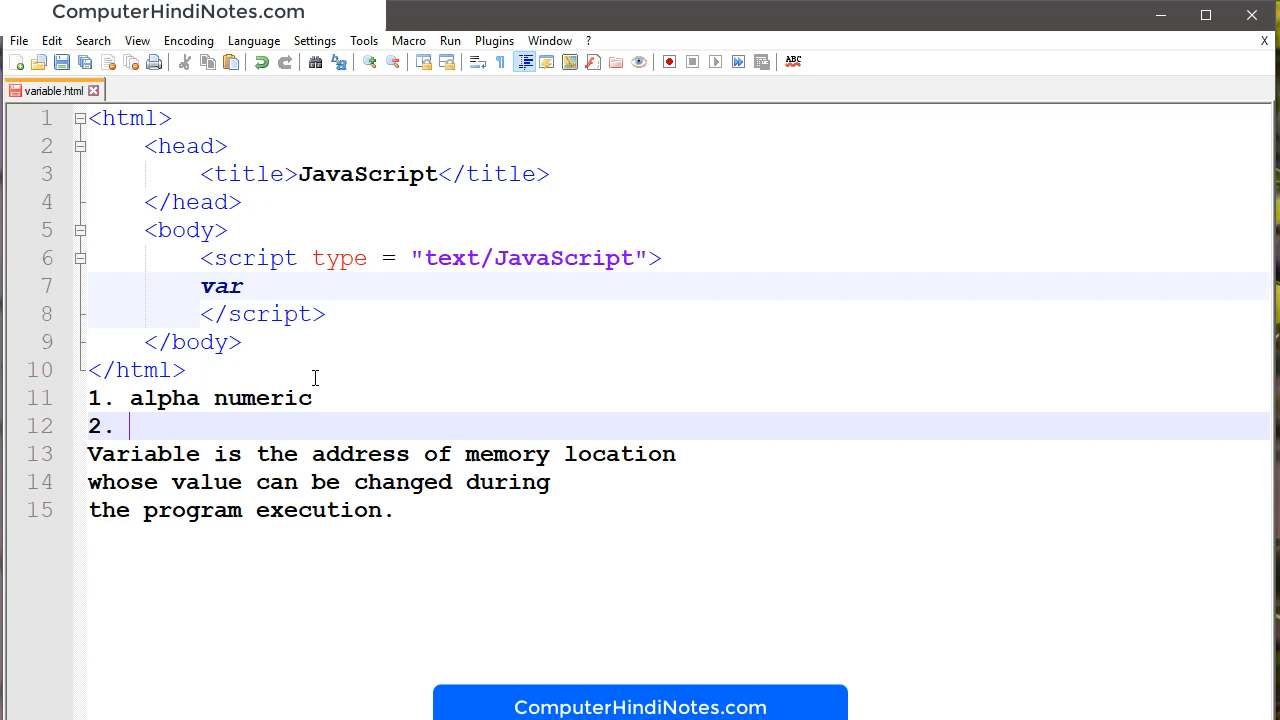 ComputerHindiNotes.com
File Edit Search View Encoding Language Settings Tools Macro Run Plugins Window ? X
ABC
variable.html
1 <html>
2 <head>
3 <title>JavaScript</title>
4 </head>
5 <body>
6 <script type = "text/JavaScript">
7 var
8 </script>
9 </body>
10 </html>
11 1. alpha numeric
12 2.
13 Variable is the address of memory location
14 whose value can be changed during
15 the program execution.
ComputerHindiNotes.com